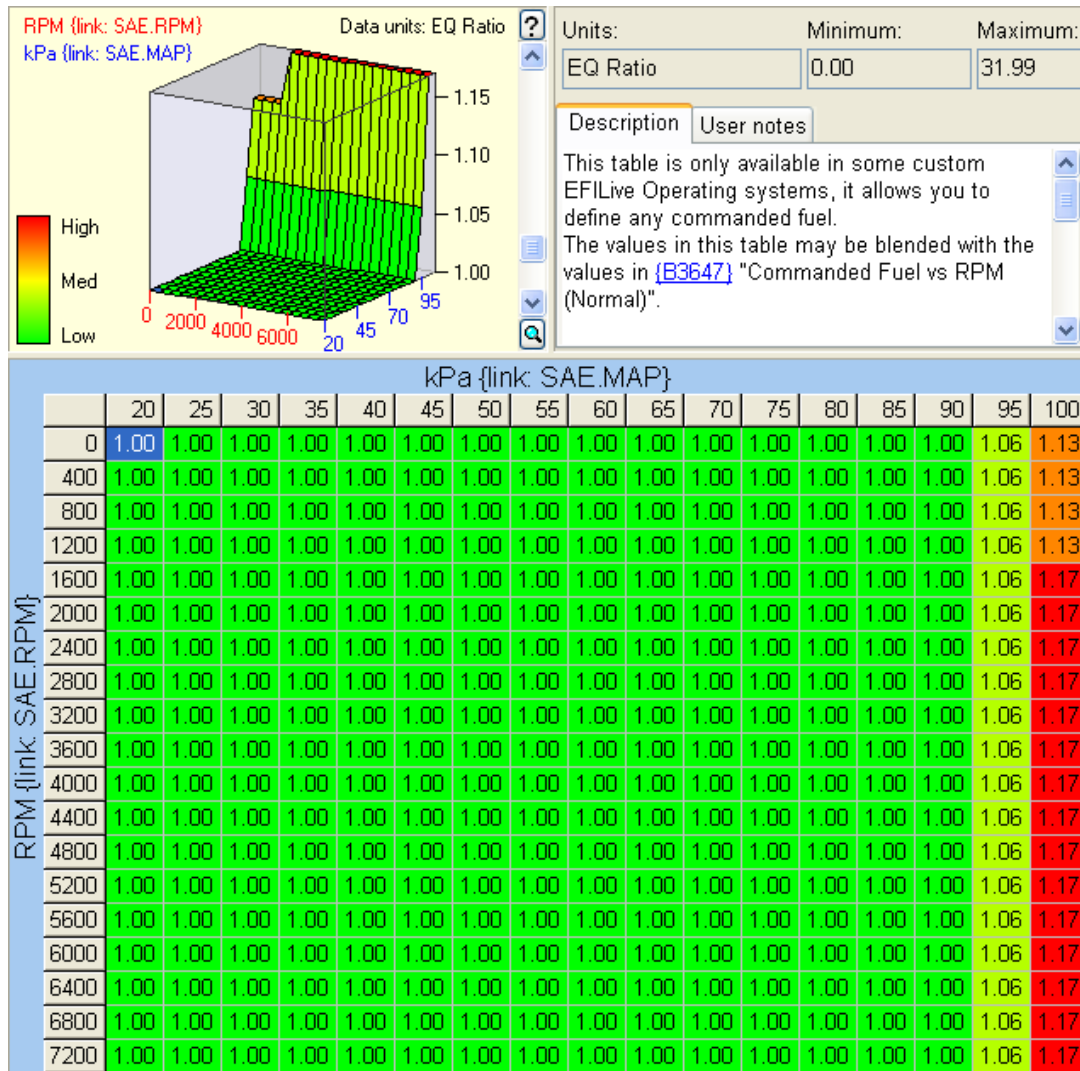 RPM {link: SAE.RPM}
kPa {link: SAE.MAP}
Data units: EQ Ratio
?
1.15
1.10
1.05
1.00
High
Med
Low
0 2000 4000 6000
20 45 70 95
Units: Minimum: Maximum:
EQ Ratio 0.00 31.99
Description User notes
This table is only available in some custom
EFILive Operating systems, it allows you to
define any commanded fuel.
The values in this table may be blended with the
values in {B3647} "Commanded Fuel vs RPM
(Normal)".
kPa {link: SAE.MAP}
20 25 30 35 40 45 50 55 60 65 70 75 80 85 90 95 100
RPM {link: SAE.RPM}
0 1.00 1.00 1.00 1.00 1.00 1.00 1.00 1.00 1.00 1.00 1.00 1.00 1.00 1.00 1.00 1.06 1.13
400 1.00 1.00 1.00 1.00 1.00 1.00 1.00 1.00 1.00 1.00 1.00 1.00 1.00 1.00 1.00 1.06 1.13
800 1.00 1.00 1.00 1.00 1.00 1.00 1.00 1.00 1.00 1.00 1.00 1.00 1.00 1.00 1.00 1.06 1.13
1200 1.00 1.00 1.00 1.00 1.00 1.00 1.00 1.00 1.00 1.00 1.00 1.00 1.00 1.00 1.00 1.06 1.13
1600 1.00 1.00 1.00 1.00 1.00 1.00 1.00 1.00 1.00 1.00 1.00 1.00 1.00 1.00 1.00 1.06 1.17
2000 1.00 1.00 1.00 1.00 1.00 1.00 1.00 1.00 1.00 1.00 1.00 1.00 1.00 1.00 1.00 1.06 1.17
2400 1.00 1.00 1.00 1.00 1.00 1.00 1.00 1.00 1.00 1.00 1.00 1.00 1.00 1.00 1.00 1.06 1.17
2800 1.00 1.00 1.00 1.00 1.00 1.00 1.00 1.00 1.00 1.00 1.00 1.00 1.00 1.00 1.00 1.06 1.17
3200 1.00 1.00 1.00 1.00 1.00 1.00 1.00 1.00 1.00 1.00 1.00 1.00 1.00 1.00 1.00 1.06 1.17
3600 1.00 1.00 1.00 1.00 1.00 1.00 1.00 1.00 1.00 1.00 1.00 1.00 1.00 1.00 1.00 1.06 1.17
4000 1.00 1.00 1.00 1.00 1.00 1.00 1.00 1.00 1.00 1.00 1.00 1.00 1.00 1.00 1.00 1.06 1.17
4400 1.00 1.00 1.00 1.00 1.00 1.00 1.00 1.00 1.00 1.00 1.00 1.00 1.00 1.00 1.00 1.06 1.17
4800 1.00 1.00 1.00 1.00 1.00 1.00 1.00 1.00 1.00 1.00 1.00 1.00 1.00 1.00 1.00 1.06 1.17
5200 1.00 1.00 1.00 1.00 1.00 1.00 1.00 1.00 1.00 1.00 1.00 1.00 1.00 1.00 1.00 1.06 1.17
5600 1.00 1.00 1.00 1.00 1.00 1.00 1.00 1.00 1.00 1.00 1.00 1.00 1.00 1.00 1.00 1.06 1.17
6000 1.00 1.00 1.00 1.00 1.00 1.00 1.00 1.00 1.00 1.00 1.00 1.00 1.00 1.00 1.00 1.06 1.17
6400 1.00 1.00 1.00 1.00 1.00 1.00 1.00 1.00 1.00 1.00 1.00 1.00 1.00 1.00 1.00 1.06 1.17
6800 1.00 1.00 1.00 1.00 1.00 1.00 1.00 1.00 1.00 1.00 1.00 1.00 1.00 1.00 1.00 1.06 1.17
7200 1.00 1.00 1.00 1.00 1.00 1.00 1.00 1.00 1.00 1.00 1.00 1.00 1.00 1.00 1.00 1.06 1.17